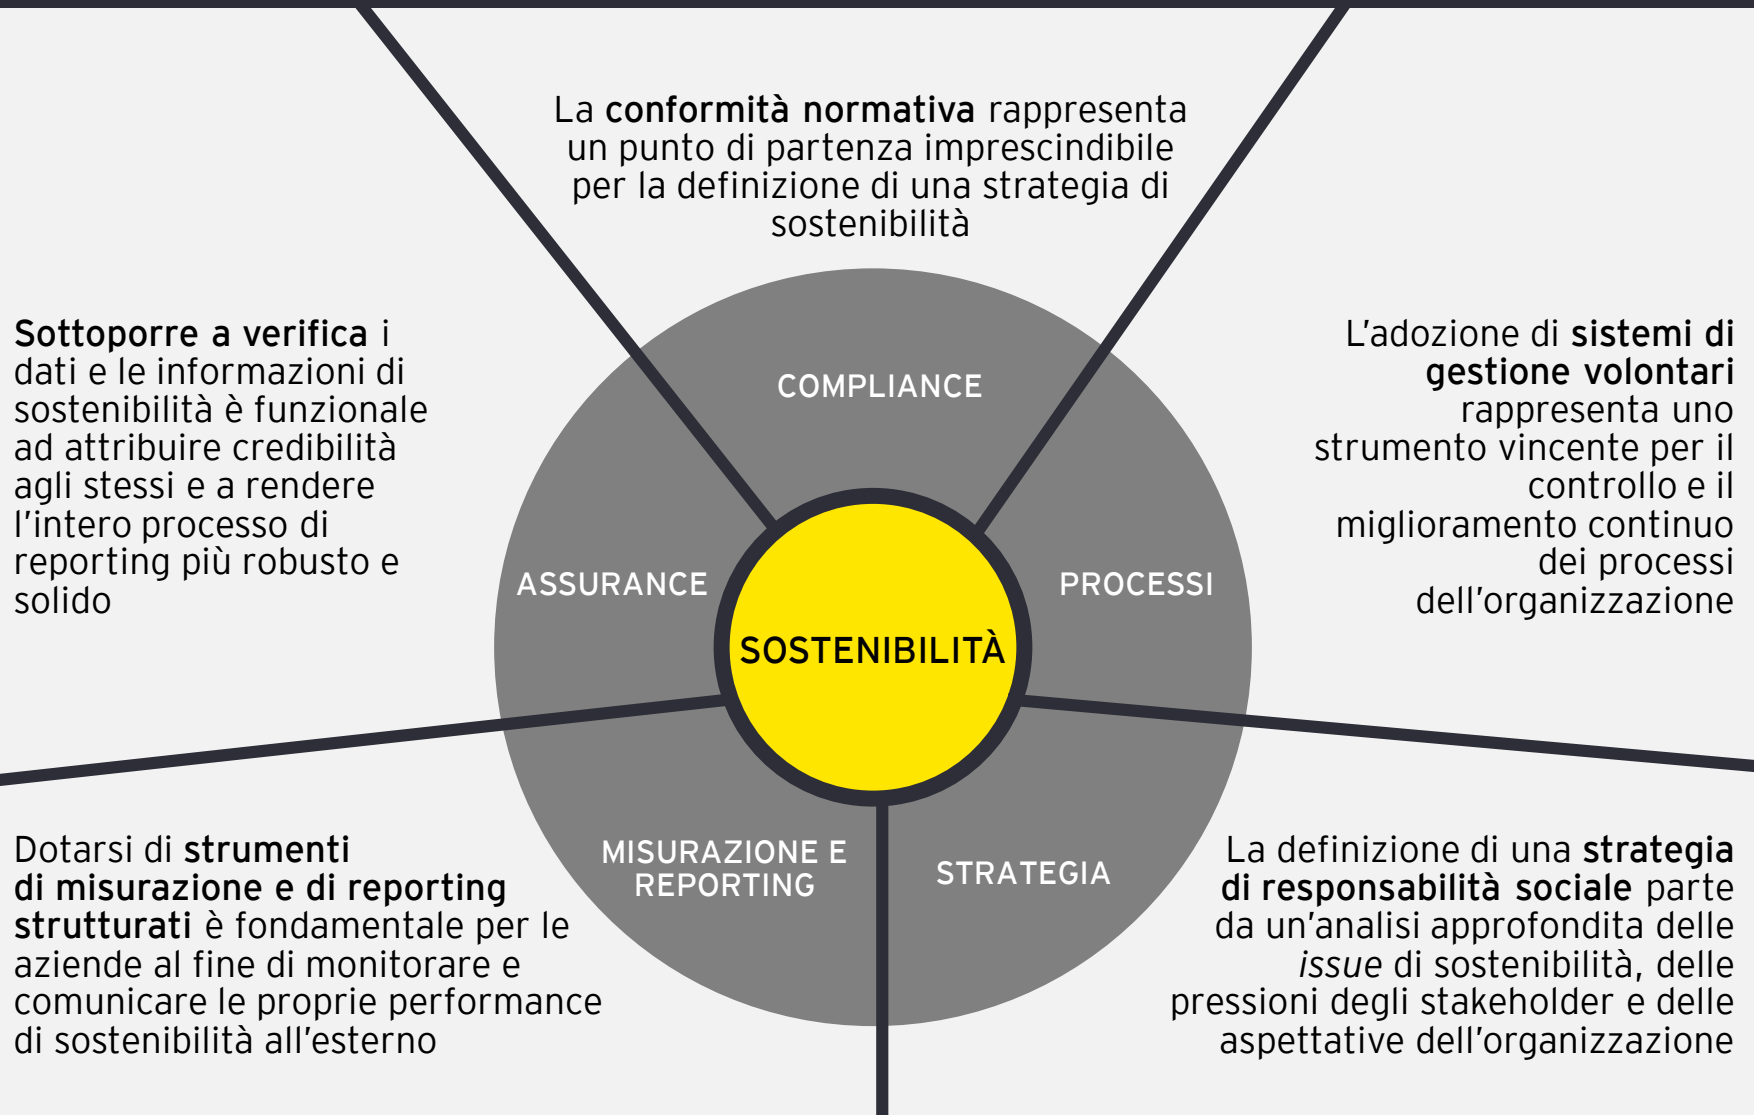 La conformità normativa rappresenta
un punto di partenza imprescindibile
per la definizione di una strategia di
sostenibilità
Sottoporre a verifica i
dati e le informazioni di
sostenibilità è funzionale
ad attribuire credibilità
agli stessi e a rendere
l'intero processo di
reporting più robusto e
solido
L'adozione di sistemi di
gestione volontari
rappresenta uno
strumento vincente per il
controllo e il
miglioramento continuo
dei processi
dell'organizzazione
COMPLIANCE
ASSURANCE
PROCESSI
SOSTENIBILITÀ
MISURAZIONE E
REPORTING
STRATEGIA
Dotarsi di strumenti
di misurazione e di reporting
strutturati è fondamentale per le
aziende al fine di monitorare e
comunicare le proprie performance
di sostenibilità all'esterno
La definizione di una strategia
di responsabilità sociale parte
da un'analisi approfondita delle
issue di sostenibilità, delle
pressioni degli stakeholder e delle
aspettative dell'organizzazione